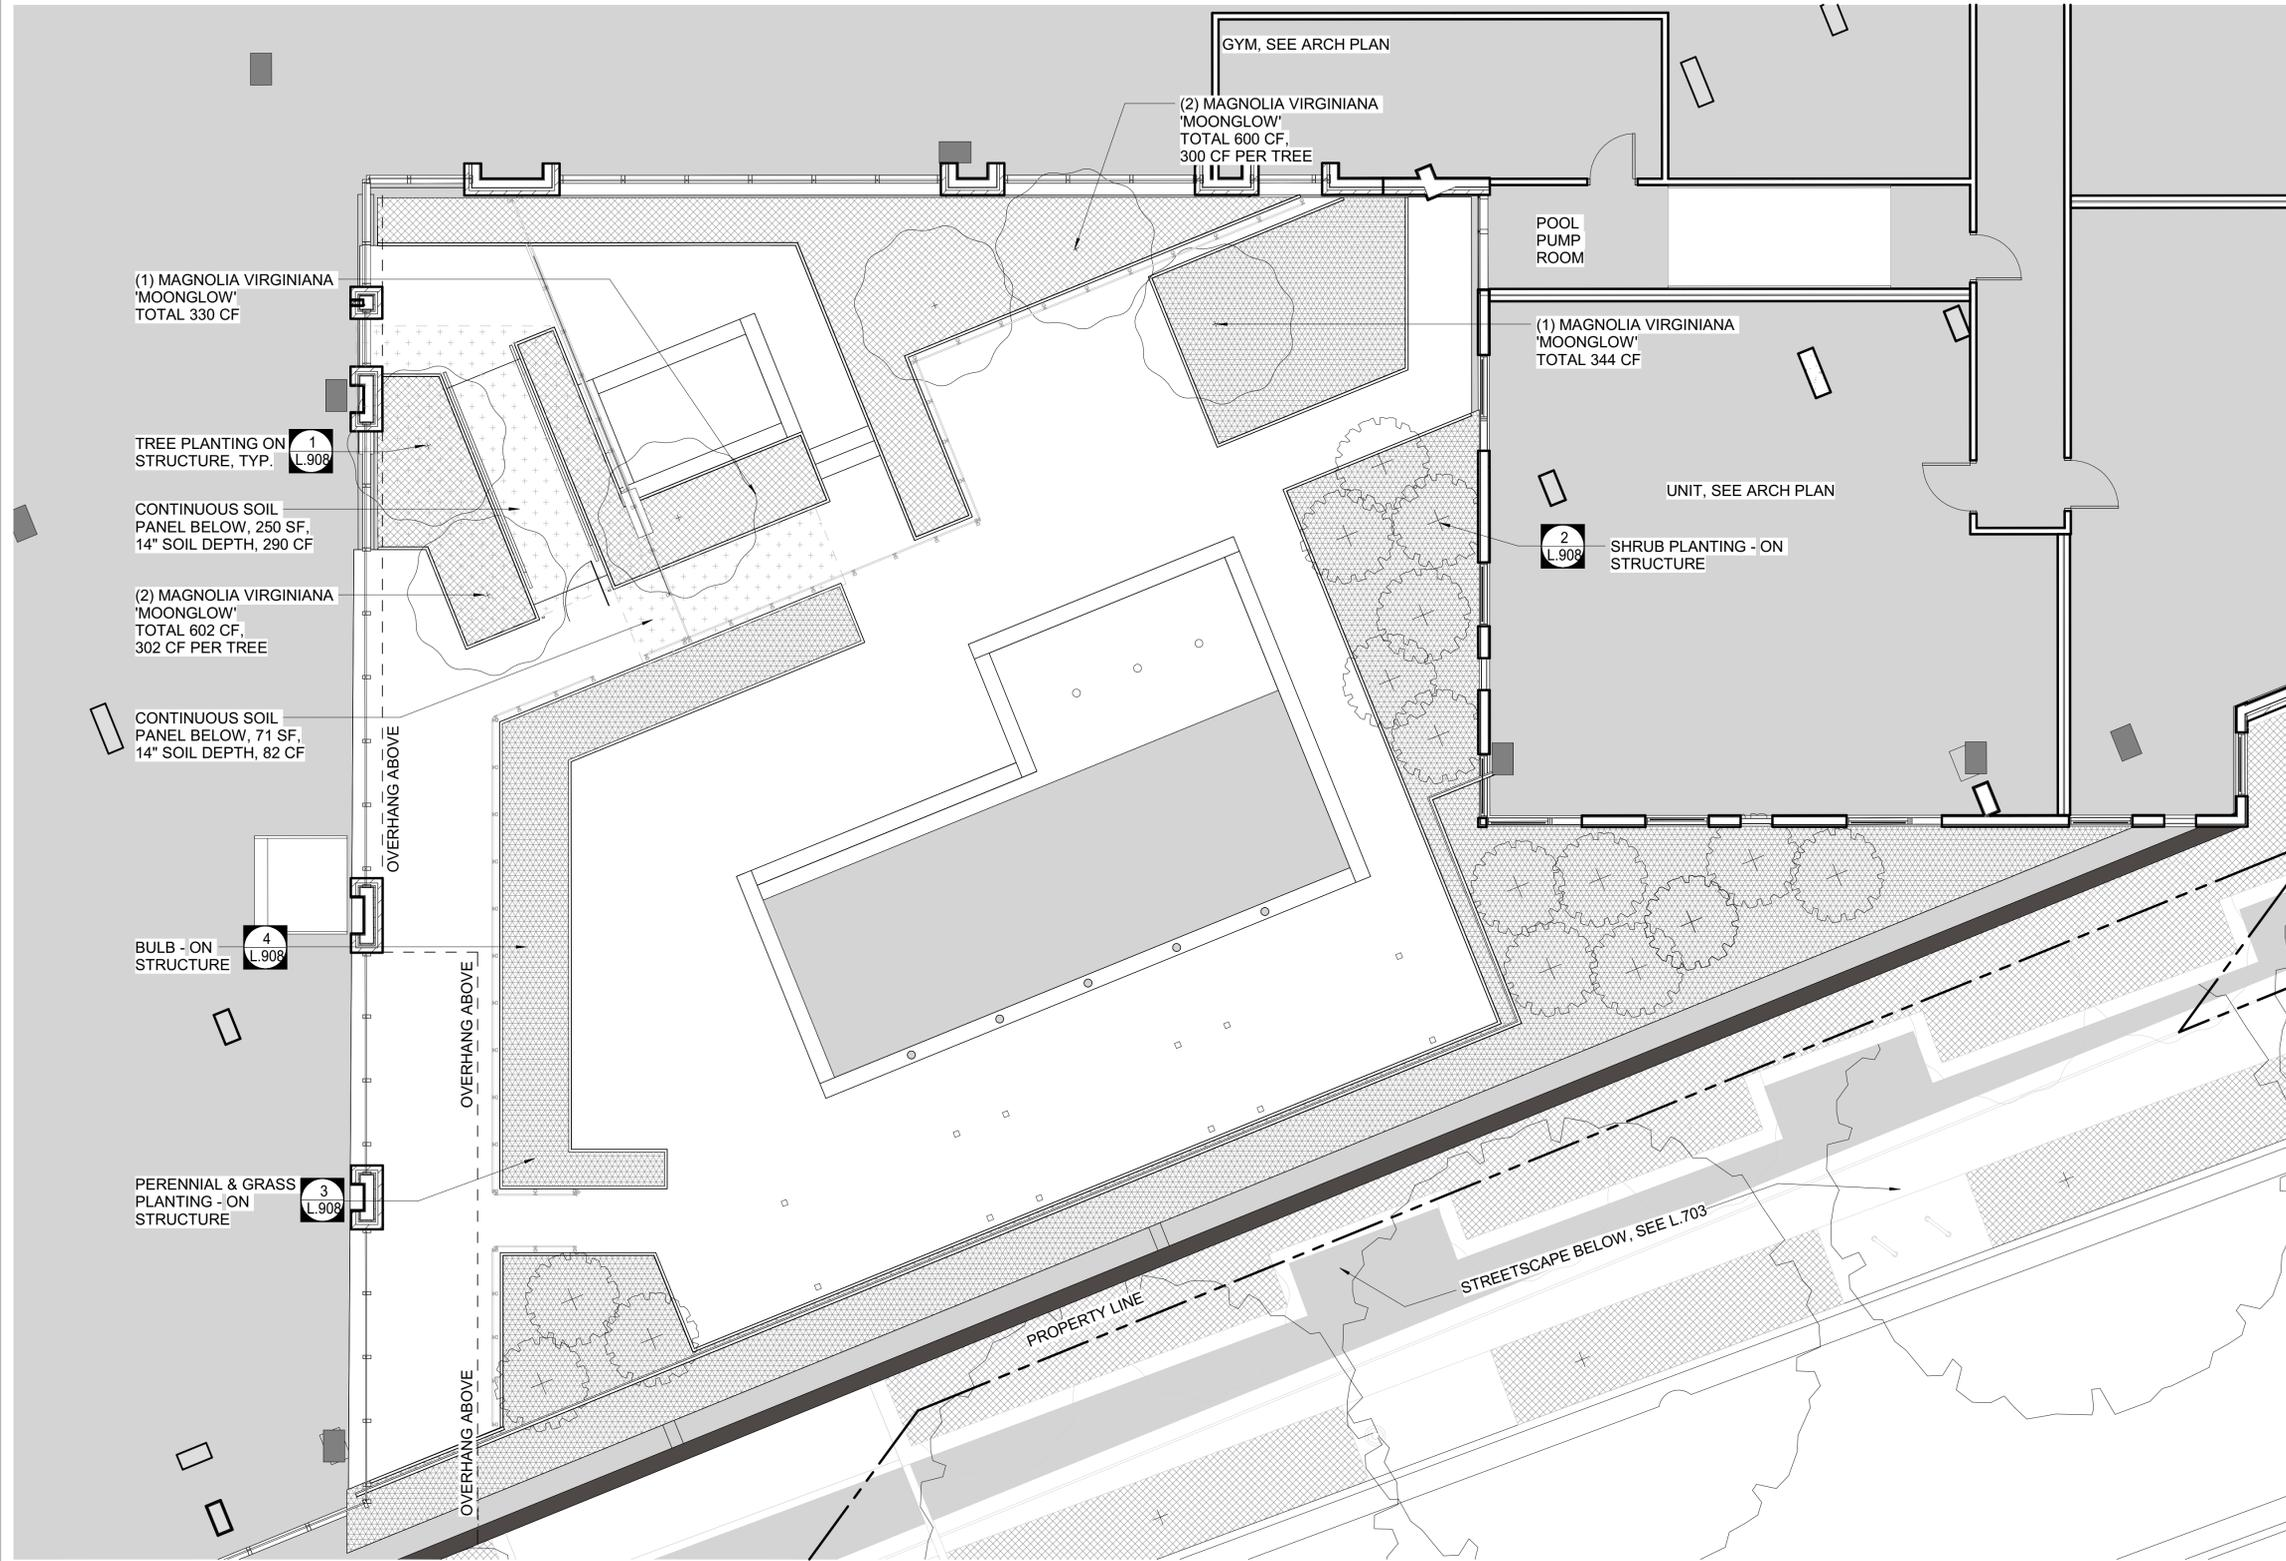 GYM, SEE ARCH PLAN
(2) MAGNOLIA VIRGINIANA
'MOONGLOW'
TOTAL 600 CF,
300 CF PER TREE
POOL
PUMP
ROOM
(1) MAGNOLIA VIRGINIANA
'MOONGLOW'
TOTAL 330 CF
(1) MAGNOLIA VIRGINIANA
'MOONGLOW'
TOTAL 344 CF
TREE PLANTING ON
STRUCTURE, TYP.
1
L.908
UNIT, SEE ARCH PLAN
CONTINUOUS SOIL
PANEL BELOW, 250 SF,
14" SOIL DEPTH, 290 CF
2
L.908
SHRUB PLANTING - ON
STRUCTURE
(2) MAGNOLIA VIRGINIANA
'MOONGLOW'
TOTAL 602 CF,
302 CF PER TREE
CONTINUOUS SOIL
PANEL BELOW, 71 SF,
14" SOIL DEPTH, 82 CF
OVERHANG ABOVE
BULB - ON
STRUCTURE
4
L.908
OVERHANG ABOVE
PERENNIAL & GRASS
PLANTING - ON
STRUCTURE
3
L.908
STREETSCAPE BELOW, SEE L.703
PROPERTY LINE
OVERHANG ABOVE